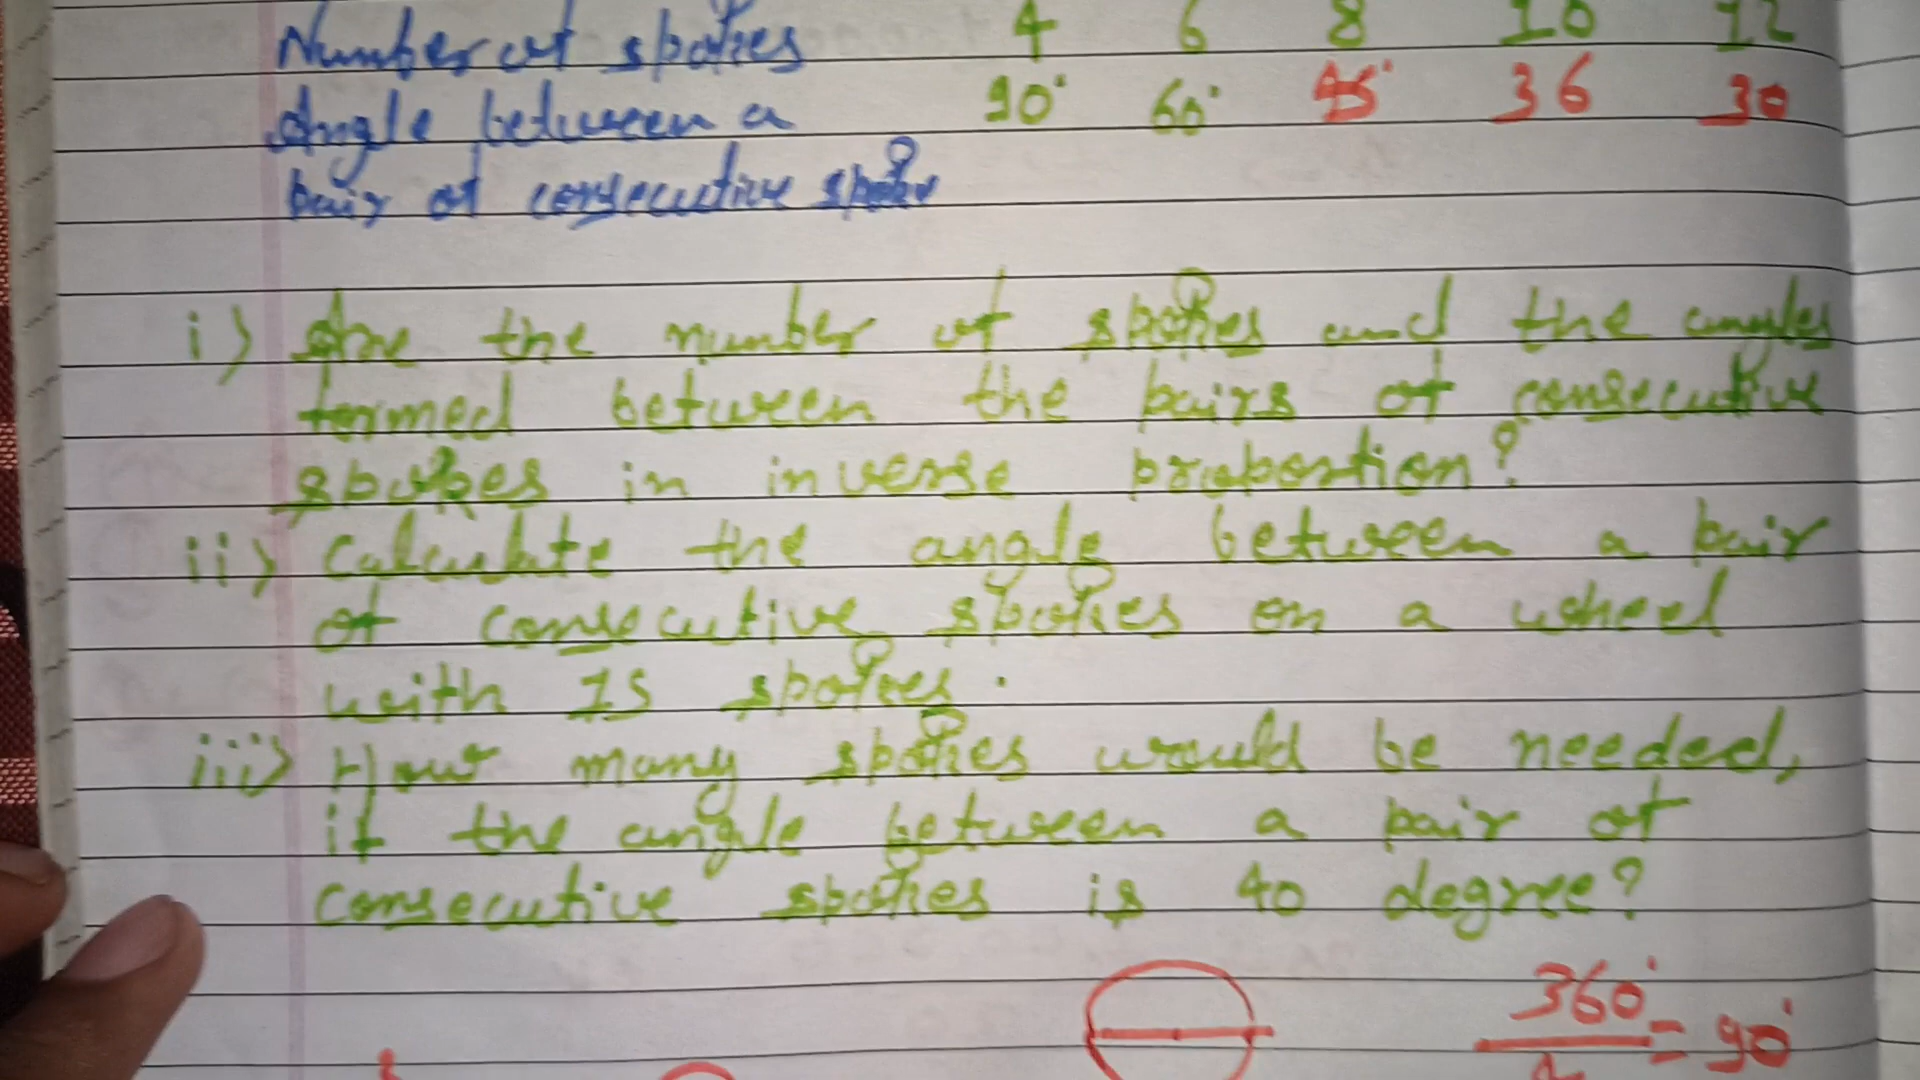 Number of spokes 4 6 8 10 12
Angle between a 90° 60° 45° 36 30
pair of consecutive spoke
i) Are the number of spokes and the angles
formed between the pairs of consecutive
spokes in inverse proportion?
ii) Calculate the angle between a pair
of consecutive spokes on a wheel
with 15 spokes.
iii) How many spokes would be needed,
if the angle between a pair of
consecutive spokes is 40 degree?
360° = 90°